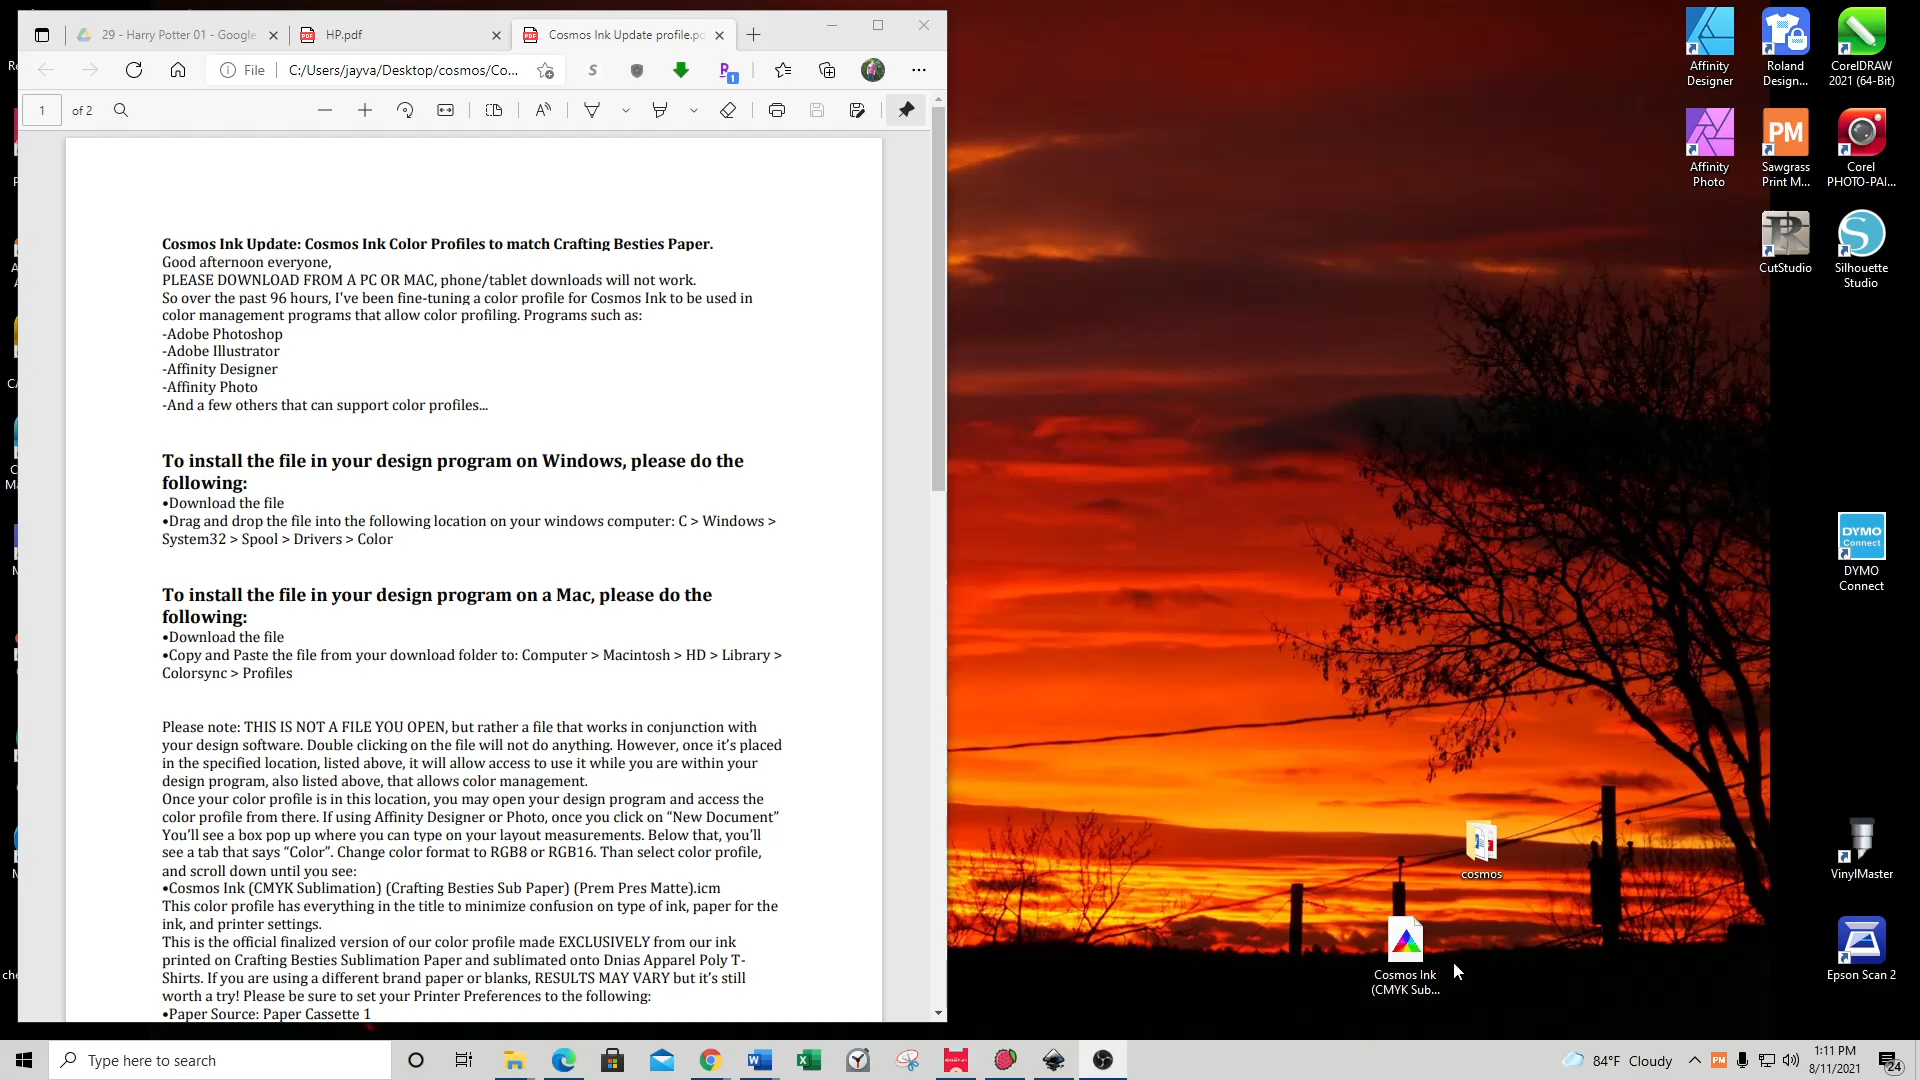 29 - Harry Potter 01 - Google
HP.pdf
Cosmos Ink Update profile.pd
File
C:/Users/jayva/Desktop/cosmos/Co...
1
1
of 2
Cosmos Ink Update: Cosmos Ink Color Profiles to match Crafting Besties Paper.
Good afternoon everyone,
PLEASE DOWNLOAD FROM A PC OR MAC, phone/tablet downloads will not work.
So over the past 96 hours, I've been fine-tuning a color profile for Cosmos Ink to be used in
color management programs that allow color profiling. Programs such as:
-Adobe Photoshop
-Adobe Illustrator
-Affinity Designer
-Affinity Photo
-And a few others that can support color profiles...
To install the file in your design program on Windows, please do the
following:
•Download the file
•Drag and drop the file into the following location on your windows computer: C > Windows >
System32 > Spool > Drivers > Color
To install the file in your design program on a Mac, please do the
following:
•Download the file
•Copy and Paste the file from your download folder to: Computer > Macintosh > HD > Library >
Colorsync > Profiles
Please note: THIS IS NOT A FILE YOU OPEN, but rather a file that works in conjunction with
your design software. Double clicking on the file will not do anything. However, once it's placed
in the specified location, listed above, it will allow access to use it while you are within your
design program, also listed above, that allows color management.
Once your color profile is in this location, you may open your design program and access the
color profile from there. If using Affinity Designer or Photo, once you click on “New Document”
You'll see a box pop up where you can type on your layout measurements. Below that, you'll
see a tab that says “Color”. Change color format to RGB8 or RGB16. Than select color profile,
and scroll down until you see:
•Cosmos Ink (CMYK Sublimation) (Crafting Besties Sub Paper) (Prem Pres Matte).icm
This color profile has everything in the title to minimize confusion on type of ink, paper for the
ink, and printer settings.
This is the official finalized version of our color profile made EXCLUSIVELY from our ink
printed on Crafting Besties Sublimation Paper and sublimated onto Dnias Apparel Poly T-
Shirts. If you are using a different brand paper or blanks, RESULTS MAY VARY but it's still
worth a try! Please be sure to set your Printer Preferences to the following:
•Paper Source: Paper Cassette 1
Affinity
Designer
Roland
Design...
CorelDRAW
2021 (64-Bit)
Affinity
Photo
PM
Sawgrass
Print M...
Corel
PHOTO-PAI...
CutStudio
Silhouette
Studio
DYMO
Connect
DYMO
Connect
cosmos
VinylMaster
Cosmos Ink
(CMYK Sub...
Epson Scan 2
Type here to search
84°F Cloudy
PM
1:11 PM
8/11/2021
24